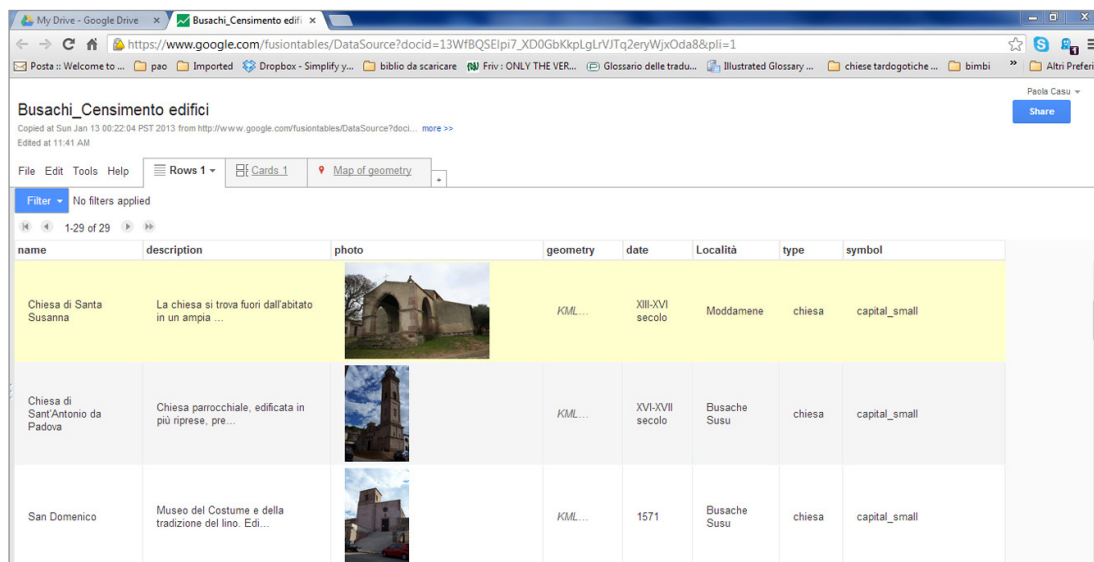 My Drive - Google Drive × Busachi_Censimento edifi ×
https://www.google.com/fusiontables/DataSource?docid=13WfBQSElpi7_XD0GbKkpLgLrVJTq2eryWjxOda8&pli=1
Posta :: Welcome to ... pao Imported Dropbox - Simplify y... biblio da scaricare Friv : ONLY THE VER... Glossario delle tradu... Illustrated Glossary ... chiese tardogotiche ... bimbi » Altri Preferi
Paola Casu
Busachi_Censimento edifici
Share
Copied at Sun Jan 13 00:22:04 PST 2013 from http://www.google.com/fusiontables/DataSource?doci... more >>
Edited at 11:41 AM
File Edit Tools Help Rows 1 Cards 1 Map of geometry +
Filter No filters applied
1-29 of 29
name description photo geometry date Località type symbol
Chiesa di Santa Susanna La chiesa si trova fuori dall'abitato in un ampia ... KML... XIII-XVI secolo Moddamene chiesa capital_small
Chiesa di Sant'Antonio da Padova Chiesa parrocchiale, edificata in più riprese, pre... KML... XVI-XVII secolo Busache Susu chiesa capital_small
San Domenico Museo del Costume e della tradizione del lino. Edi... KML... 1571 Busache Susu chiesa capital_small